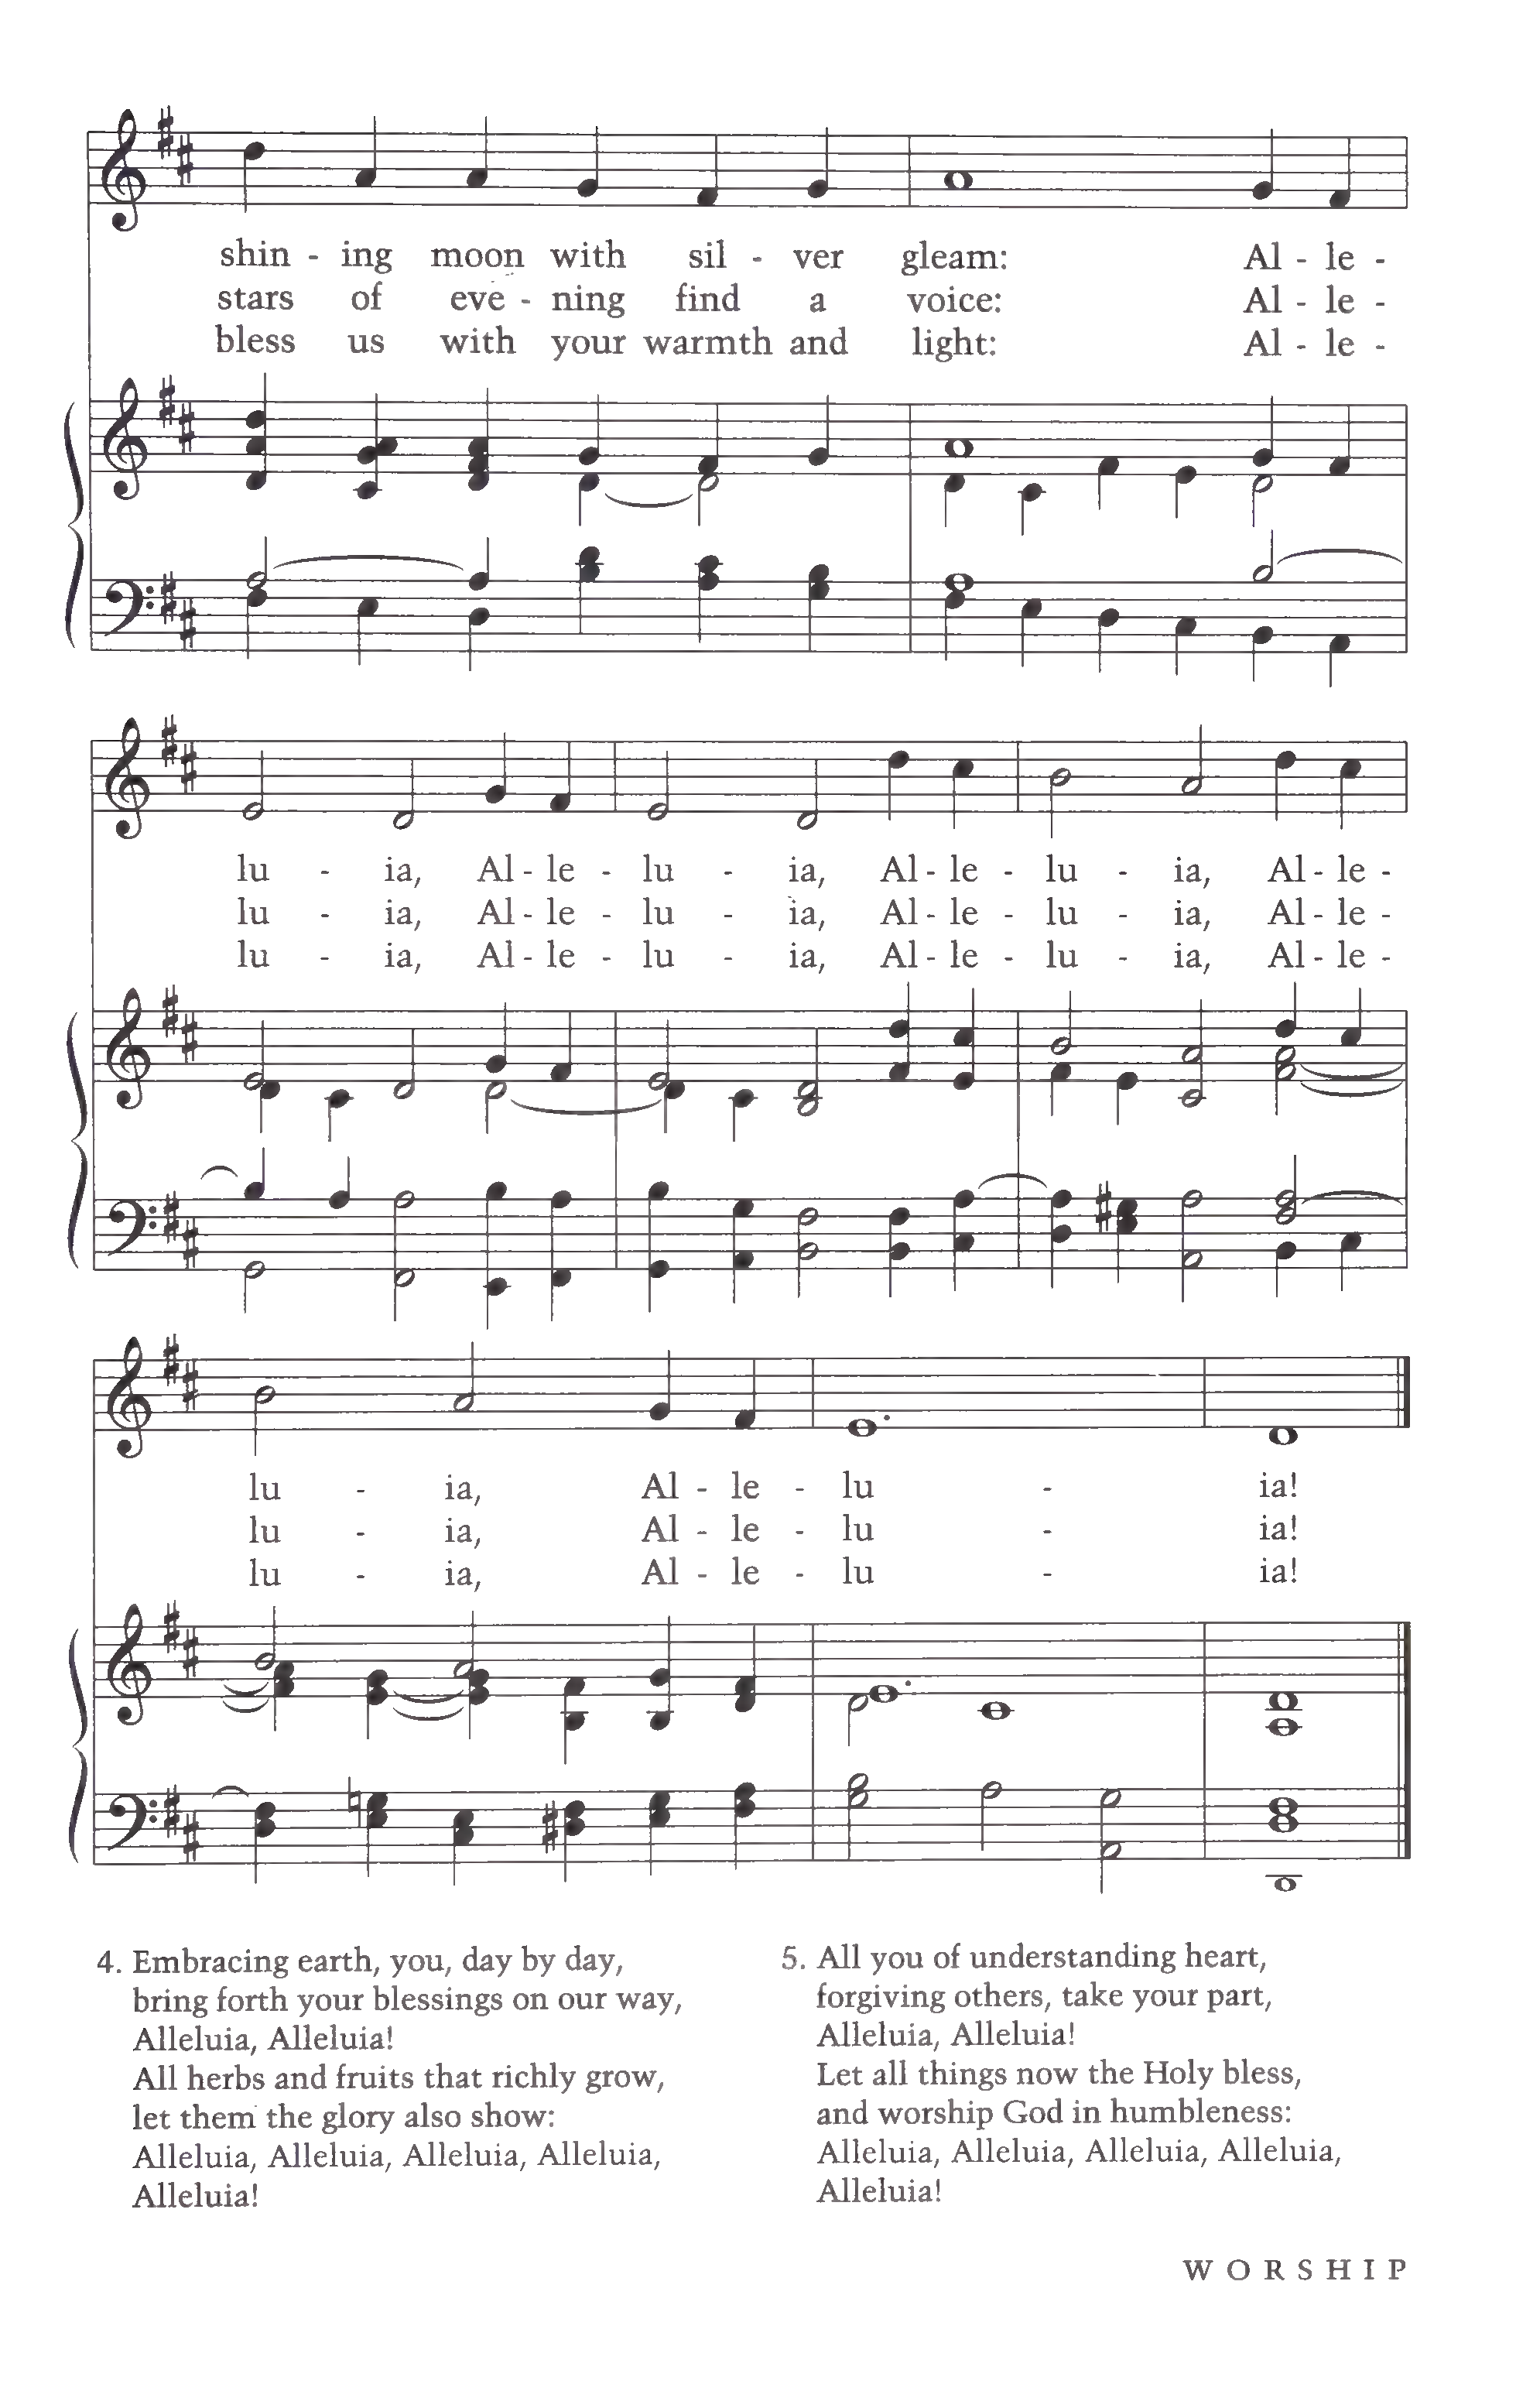 shin - ing moon with sil - ver gleam: Al - le -
stars of eve - ning find a voice: Al - le -
bless us with your warmth and light: Al - le -
lu - ia, Al - le - lu - ia, Al - le - lu - ia, Al - le -
lu - ia, Al - le - lu - ia, Al - le - lu - ia, Al - le -
lu - ia, Al - le - lu - ia, Al - le - lu - ia, Al - le -
lu - ia, Al - le - lu - ia!
lu - ia, Al - le - lu - ia!
lu - ia, Al - le - lu - ia!
4. Embracing earth, you, day by day,
bring forth your blessings on our way,
Alleluia, Alleluia!
All herbs and fruits that richly grow,
let them the glory also show:
Alleluia, Alleluia, Alleluia, Alleluia,
Alleluia!
5. All you of understanding heart,
forgiving others, take your part,
Alleluia, Alleluia!
Let all things now the Holy bless,
and worship God in humbleness:
Alleluia, Alleluia, Alleluia, Alleluia,
Alleluia!
WORSHIP